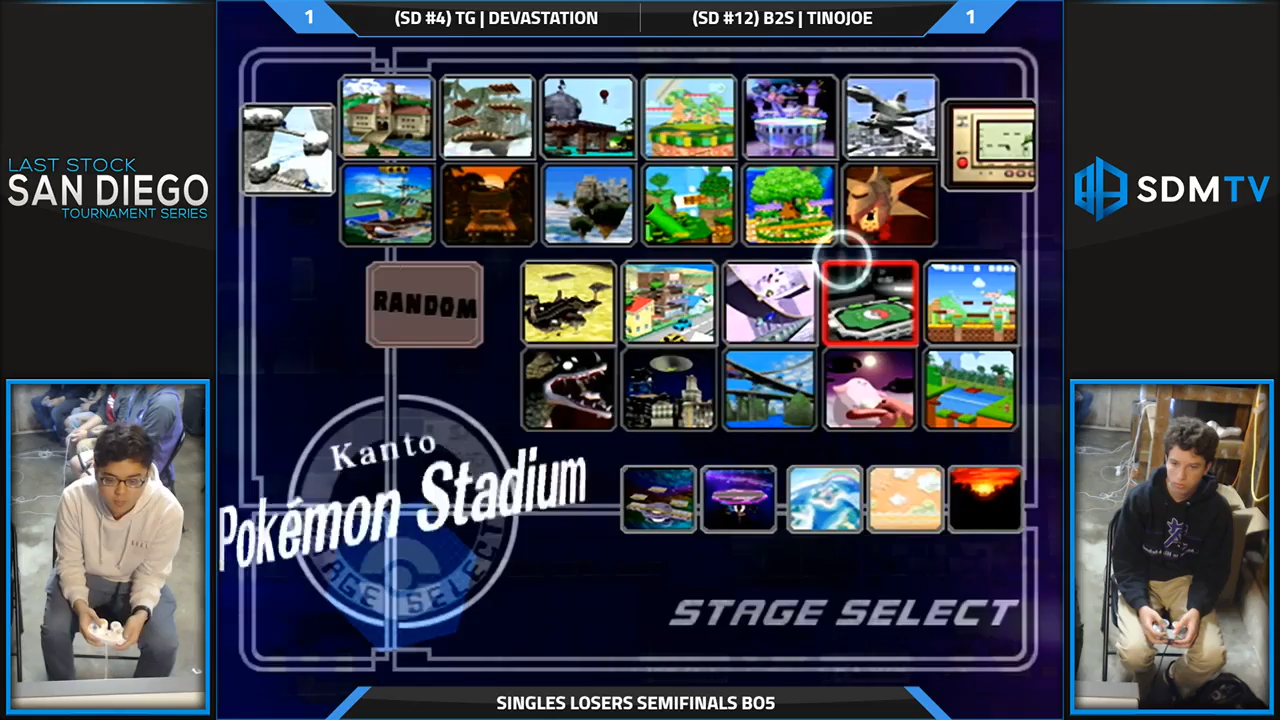 1
(SD #4) TG | DEVASTATION
(SD #12) B2S | TINOJOE
1
LAST STOCK
SAN DIEGO
TOURNAMENT SERIES
SDMTV
RANDOM
Kanto
Pokémon Stadium
STAGE SELECT
SINGLES LOSERS SEMIFINALS BO5